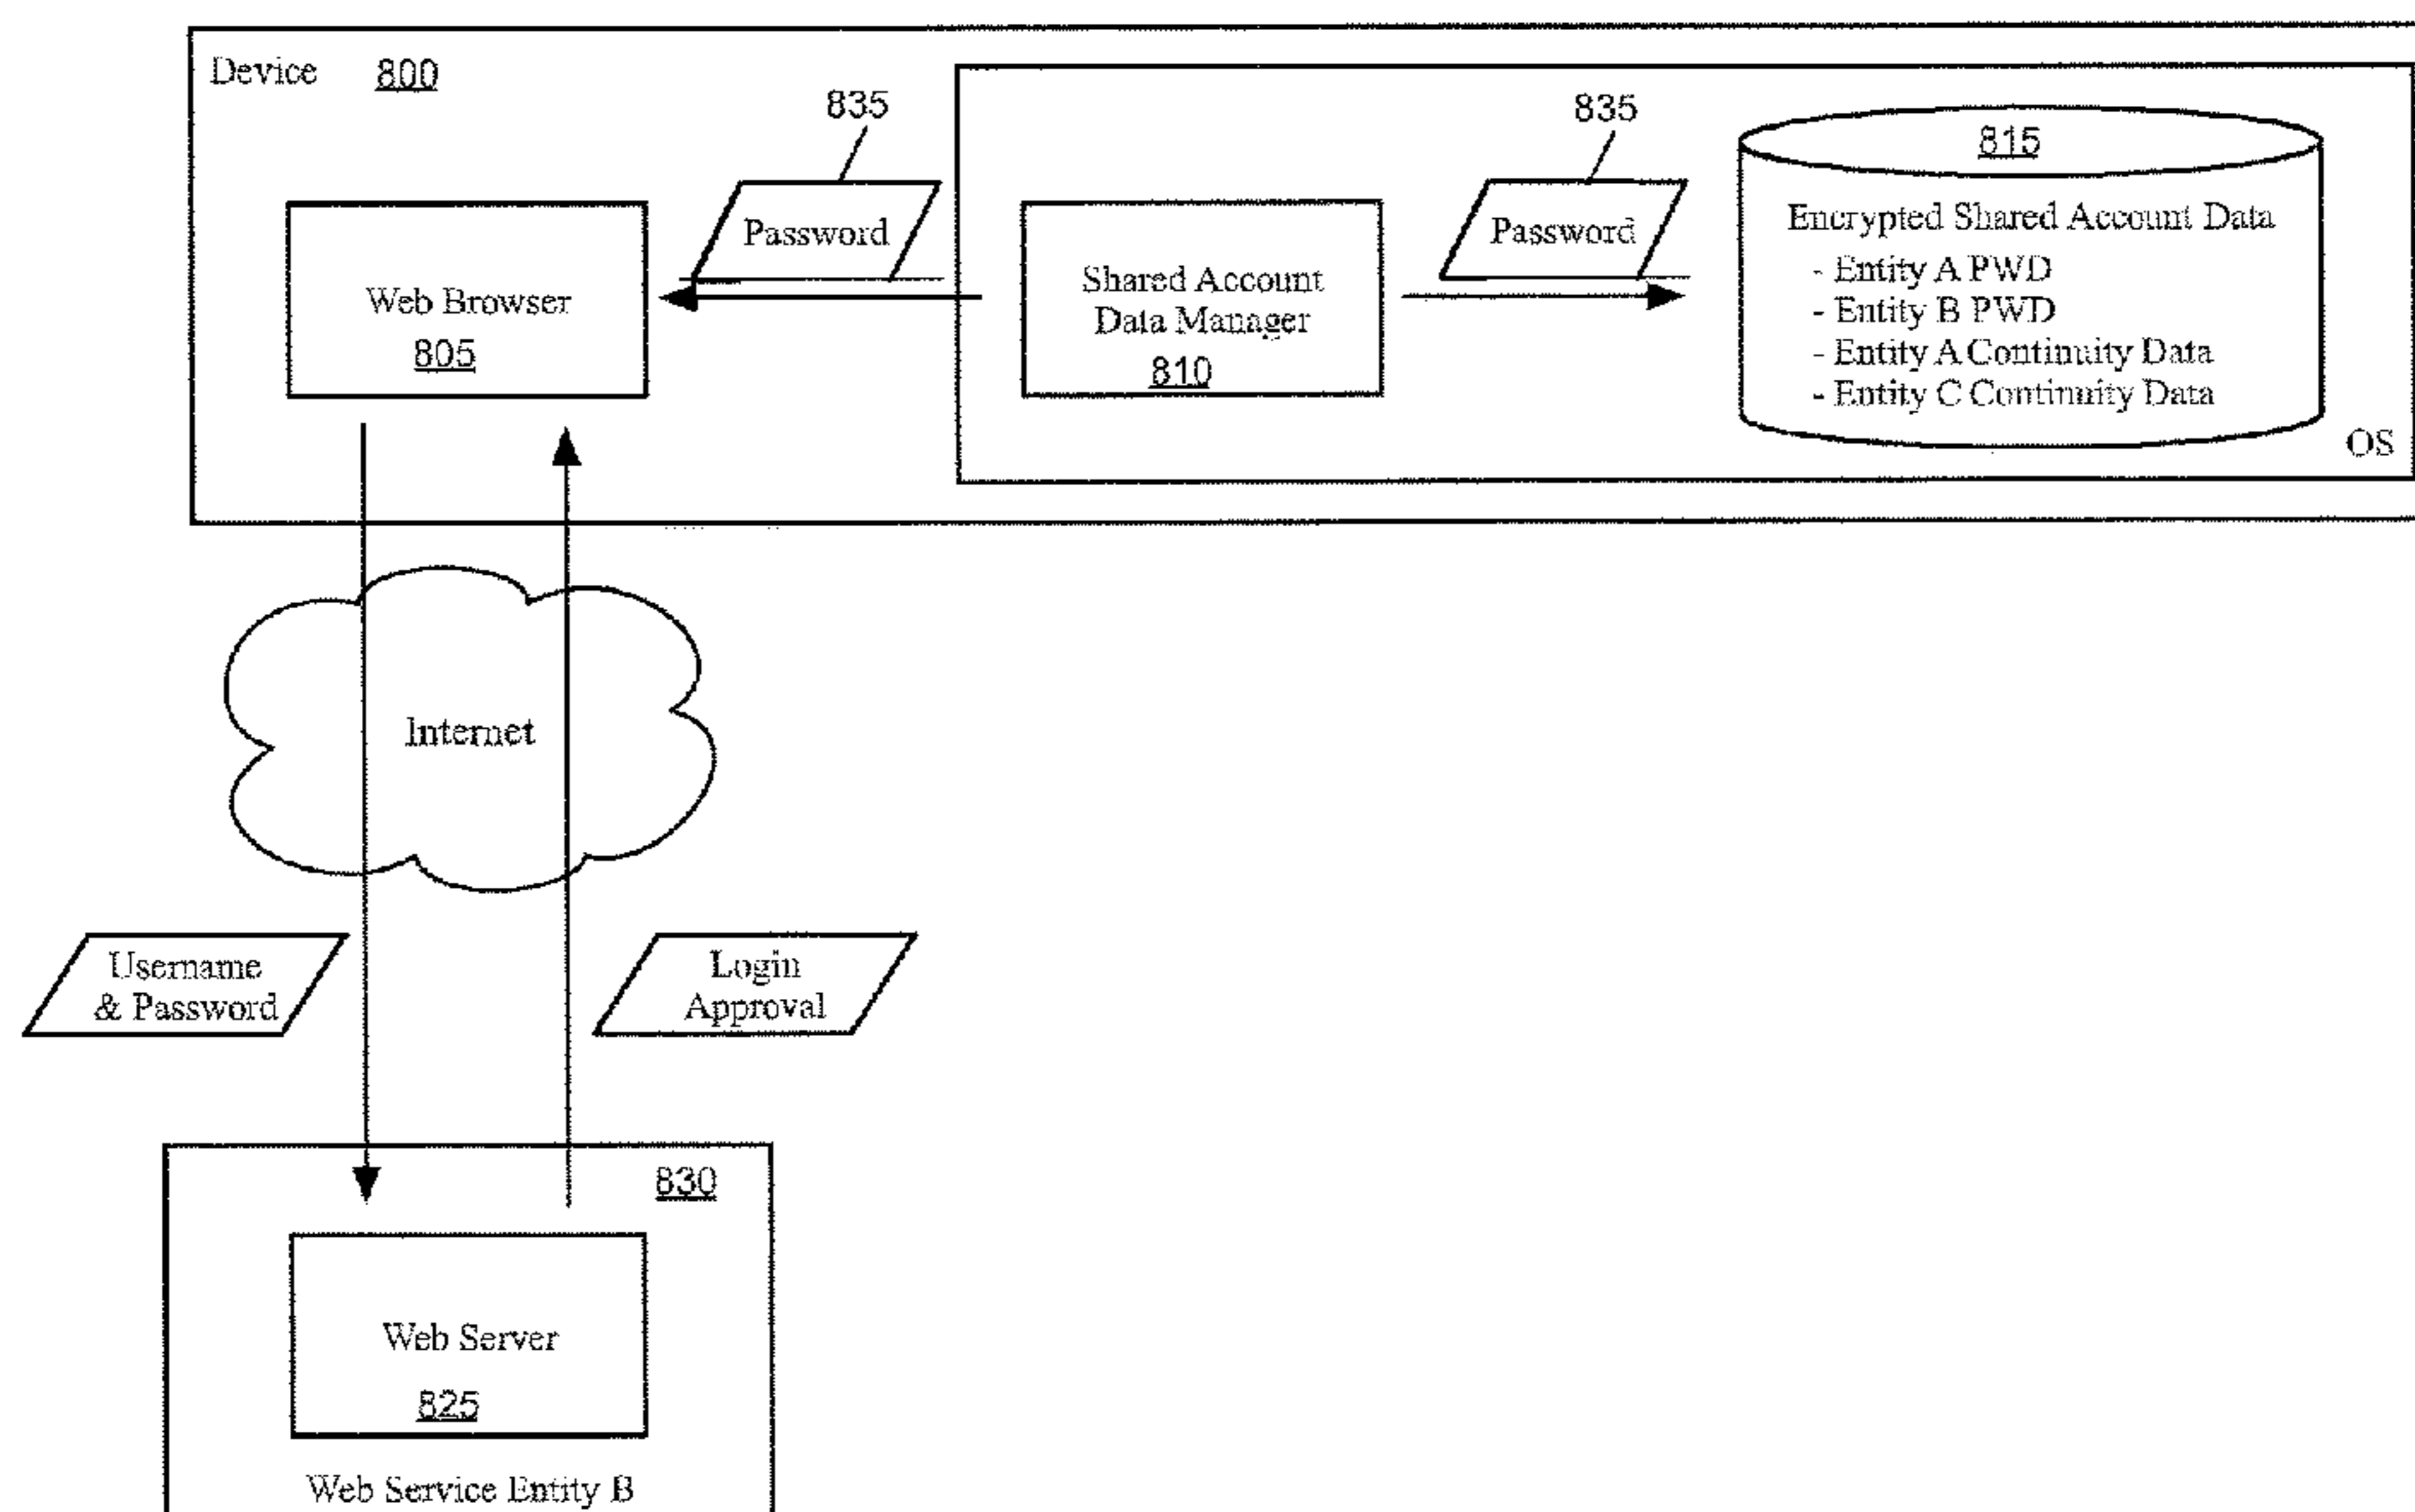 Device 800
835
835
815
Password
Password
Web Browser
805
Shared Account
Data Manager
810
Encrypted Shared Account Data
- Entity A PWD
- Entity B PWD
- Entity A Continuity Data
- Entity C Continuity Data
OS
Internet
Username
& Password
Login
Approval
830
Web Server
825
Web Service Entity B